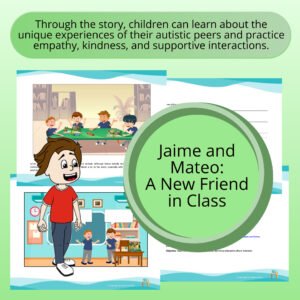 Through the story, children can learn about the
unique experiences of their autistic peers and practice
empathy, kindness, and supportive interactions.
Jaime and
Mateo:
A New Friend
in Class